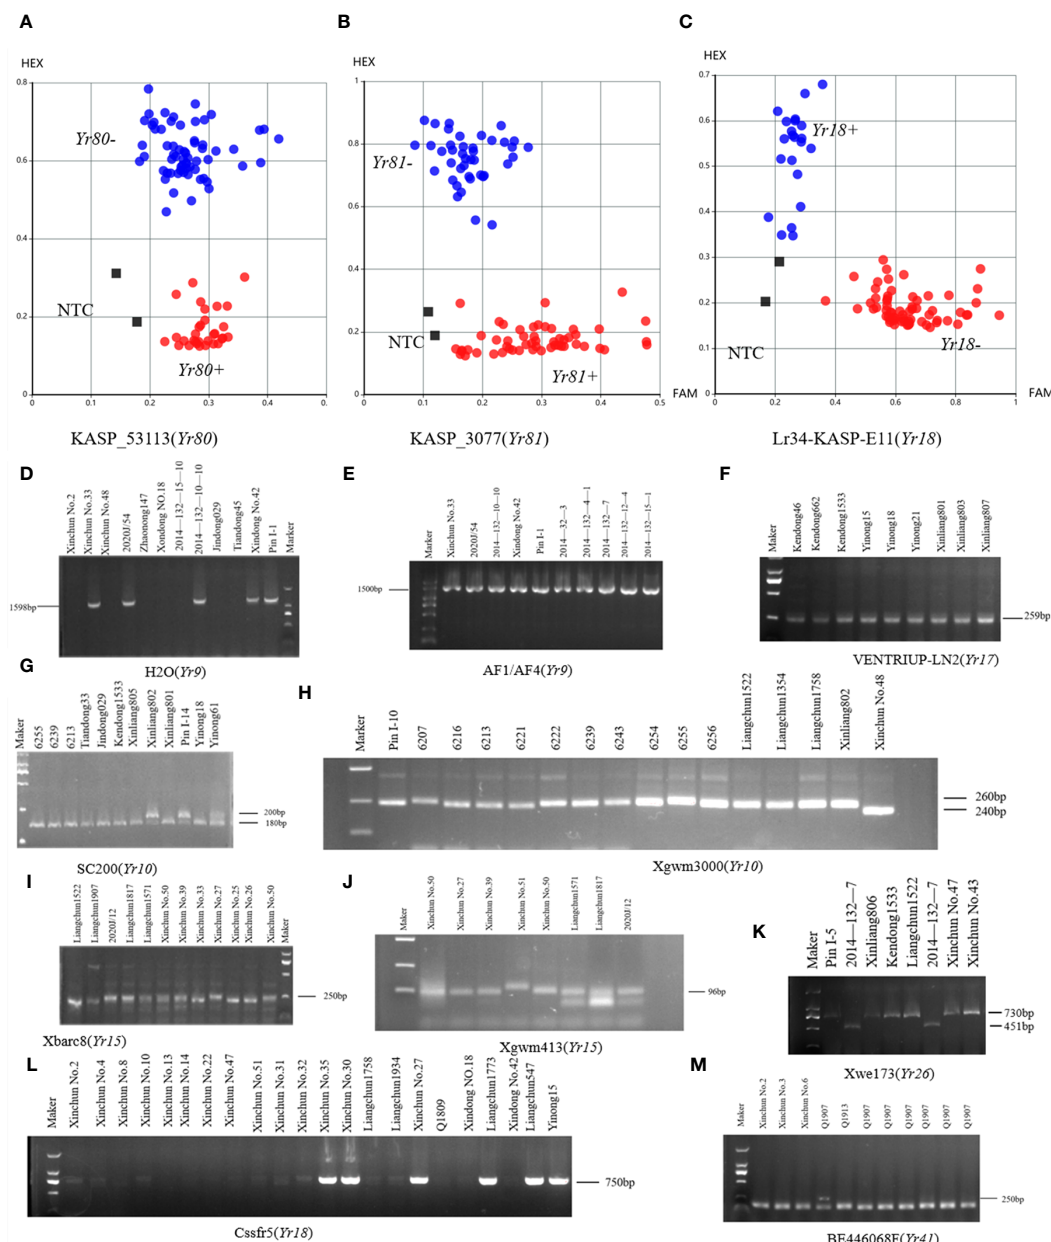 A
B
C
HEX
HEX
HEX
0.8
0.6
0.4
0.2
0
0
0.1
0.2
0.3
0.4
0.5
Yr80-
NTC
Yr80+
KASP_53113(Yr80)
1
0.8
0.6
0.4
0.2
0
0
0.1
0.2
0.3
0.4
0.5
FAM
Yr81-
NTC
Yr81+
KASP_3077(Yr81)
0.7
0.6
0.5
0.4
0.3
0.2
0.1
0
0
0.2
0.4
0.6
0.8
1
FAM
Yr18+
NTC
Yr18-
Lr34-KASP-E11(Yr18)
D
Xinchun No.2
Xinchun No.33
Xinchun No.48
2020J/54
Zhaonong147
Xondong NO.18
2014—132—15—10
2014—132—10—10
Jindong029
Tiandong45
Xindong No.42
Pin I-1
Marker
1598bp
H2O(Yr9)
E
Marker
Xinchun No.33
2020J/54
2014—132-10-10
Xindong No.42
Pin I-1
2014—32—3
2014—132-4—1
2014—132—7
2014—132-12-4
2014—132-15-1
1500bp
AF1/AF4(Yr9)
F
Maker
Kendong46
Kendong662
Kendong1533
Yinong15
Yinong18
Yinong21
Xinliang801
Xinliang803
Xinliang807
259bp
VENTRIUP-LN2(Yr17)
G
Maker
6255
6239
6213
Tiandong33
Jindong029
Kendong1533
Xinliang805
Xinliang802
Xinliang801
Pin I-14
Yinong18
Yinong61
200bp
180bp
SC200(Yr10)
H
Marker
Pin I-10
6207
6216
6213
6221
6222
6239
6243
6254
6255
6256
Liangchun1522
Liangchun1354
Liangchun1758
Xinliang802
Xinchun No.48
260bp
240bp
Xgwm3000(Yr10)
I
Liangchun1522
Liangchun1907
2020J/12
Liangchun1817
Liangchun1571
Xinchun No.50
Xinchun No.39
Xinchun No.33
Xinchun No.27
Xinchun No.25
Xinchun No.26
Xinchun No.50
Maker
250bp
Xbarc8(Yr15)
J
Maker
Xinchun No.50
Xinchun No.27
Xinchun No.39
Xinchun No.51
Xinchun No.50
Liangchun1571
Liangchun1817
2020J/12
96bp
Xgwm413(Yr15)
K
Maker
Pin I-5
2014—132—7
Xinliang806
Kendong1533
Liangchun1522
2014—132—7
Xinchun No.47
Xinchun No.43
730bp
451bp
Xwe173(Yr26)
L
Maker
Xinchun No.2
Xinchun No.4
Xinchun No.8
Xinchun No.10
Xinchun No.13
Xinchun No.14
Xinchun No.22
Xinchun No.47
Xinchun No.51
Xinchun No.31
Xinchun No.32
Xinchun No.35
Xinchun No.30
Liangchun1758
Liangchun1934
Xinchun No.27
Q1809
Xindong NO.18
Liangchun1773
Xindong No.42
Liangchun547
Yinong15
750bp
Cssfr5(Yr18)
M
Maker
Xinchun No.2
Xinchun No.3
Xinchun No.6
Q1907
Q1913
Q1907
Q1907
Q1907
Q1907
Q1907
Q1907
250bp
BE446068F(Yr41)